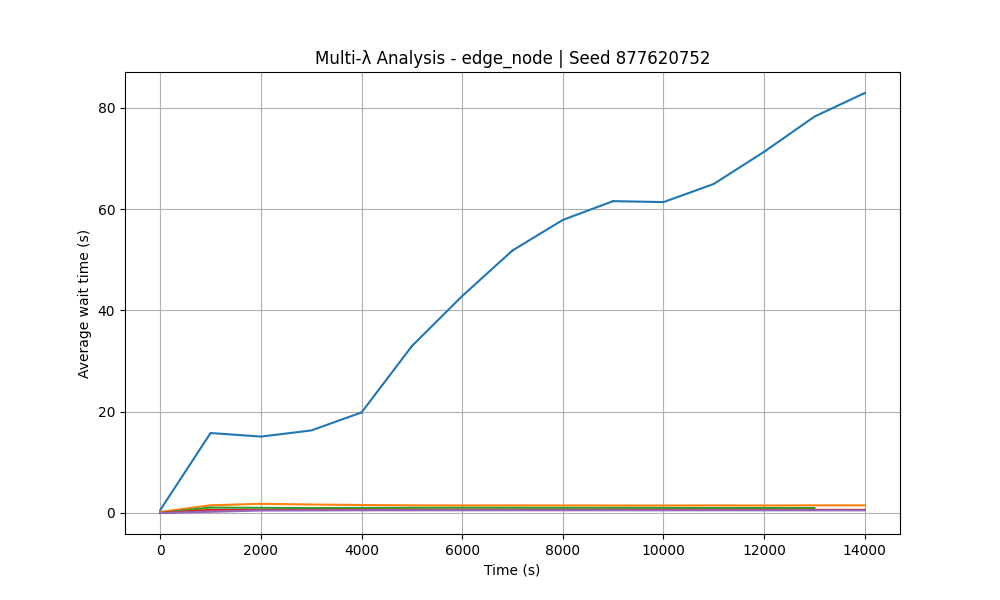 Multi-λ Analysis - edge_node | Seed 877620752
Average wait time (s)
80
60
40
20
0
0 2000 4000 6000 8000 10000 12000 14000
Time (s)